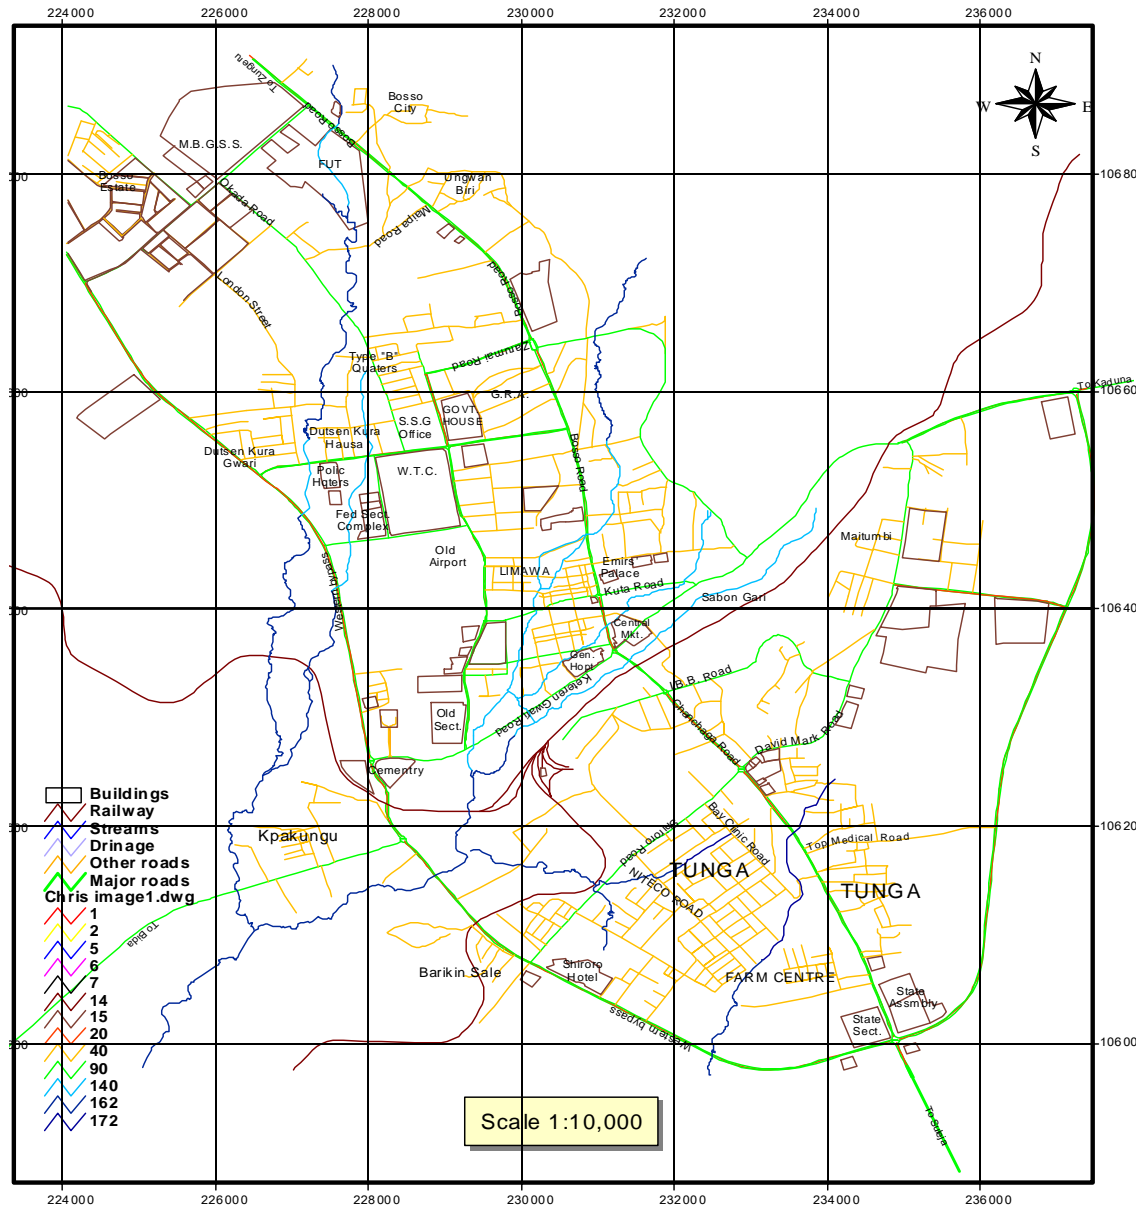 224000 226000 228000 230000 232000 234000 236000
N
W E
S
To Zungeru
Bosso Road
Bosso
City
M.B.G.S.S.
FUT
Bosso
Estate
Okada Road
Ungwan
Biri
Maipa Road
10680
London Street
Bosso Road
Type "B"
Quaters
Zarumai Road
To Kaduna
10660
G.R.A.
GOVT
HOUSE
S.S.G
Office
Dutsen Kura
Hausa
Dutsen Kura
Gwari
Bosso Road
Polic
Hqters
W.T.C.
Fed Sect.
Complex
Old
Airport
Maitumbi
Western bypass
LIMAWA
Emirs
Palace
Kuta Road
Sabon Gari
10640
Central
Mkt.
Gen.
Hopt
I.B.B. Road
Keteren Gwari Road
Chanchaga Road
Old
Sect.
David Mark Road
Cementry
Buildings
Railway
Streams
Drinage
Other roads
Major roads
Chris image1.dwg
1
2
5
6
7
14
15
20
40
90
140
162
172
Kpakungu
To Bida
Bay Clinic Road
10620
Top Medical Road
TUNGA
NITECO ROAD
TUNGA
Barikin Sale
Shiroro
Hotel
FARM CENTRE
State
Assmbly
State
Sect.
Western bypass
10600
Scale 1:10,000
224000 226000 228000 230000 232000 234000 236000